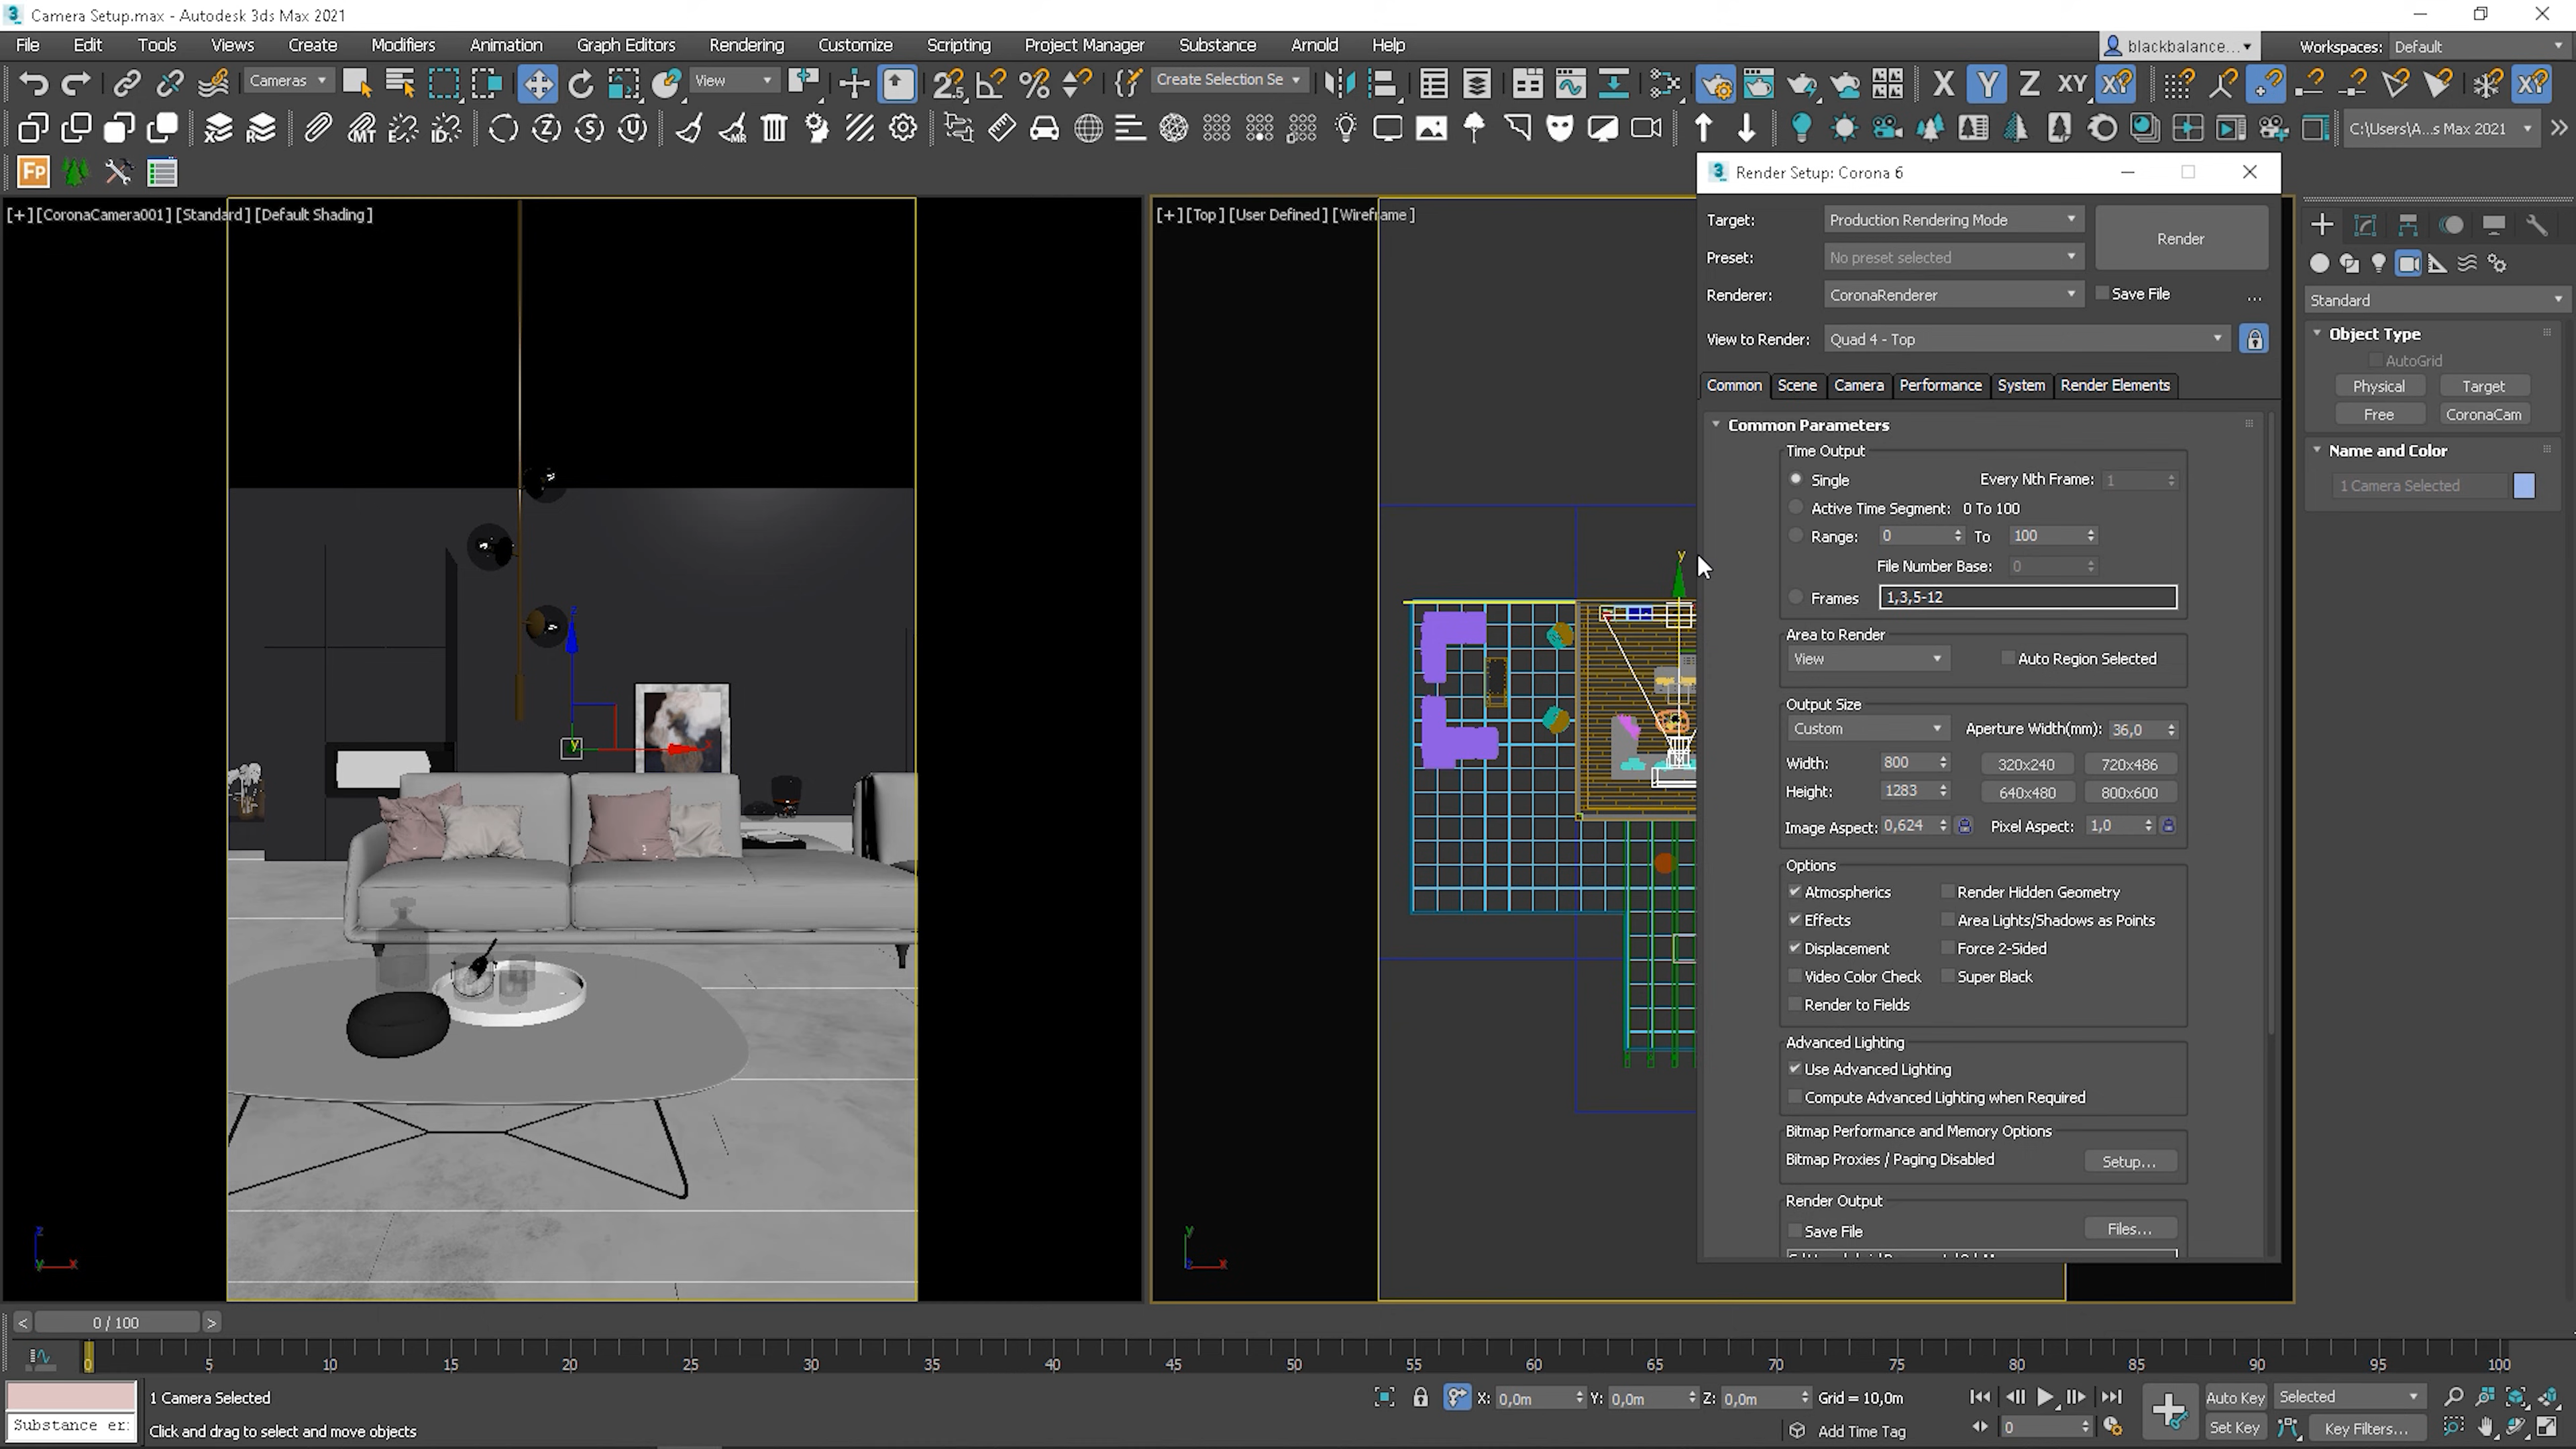 Camera Setup.max - Autodesk 3ds Max 2021
File Edit Tools Views Create Modifiers Animation Graph Editors Rendering Customize Scripting Project Manager Substance Arnold Help
blackbalance... Workspaces: Default
Cameras View Create Selection Se X Y Z XY
C:\Users\A...s Max 2021
Fp
Render Setup: Corona 6
[+] [CoronaCamera001] [Standard] [Default Shading]
[+] [Top] [User Defined] [Wireframe]
Target: Production Rendering Mode
Render
Preset: No preset selected
Renderer: CoronaRenderer
Save File ...
View to Render: Quad 4 - Top
Common Scene Camera Performance System Render Elements
Common Parameters
Time Output
Single Every Nth Frame: 1
Active Time Segment: 0 To 100
Range: 0 To 100
File Number Base: 0
Frames 1,3,5-12
Area to Render
View Auto Region Selected
Output Size
Custom Aperture Width(mm): 36,0
Width: 800 320x240 720x486
Height: 1283 640x480 800x600
Image Aspect: 0,624 Pixel Aspect: 1,0
Options
Atmospherics Render Hidden Geometry
Effects Area Lights/Shadows as Points
Displacement Force 2-Sided
Video Color Check Super Black
Render to Fields
Advanced Lighting
Use Advanced Lighting
Compute Advanced Lighting when Required
Bitmap Performance and Memory Options
Bitmap Proxies / Paging Disabled Setup...
Render Output
Save File Files...
Standard
Object Type
AutoGrid
Physical Target
Free CoronaCam
Name and Color
1 Camera Selected
y
z
y
x
z
y
x
y
z
x
< 0 / 100 >
0 5 10 15 20 25 30 35 40 45 50 55 60 65 70 75 80 85 90 95 100
1 Camera Selected
X: 0,0m Y: 0,0m Z: 0,0m Grid = 10,0m
Auto Key Selected
Substance er:
Click and drag to select and move objects
Add Time Tag
0
Set Key Key Filters...